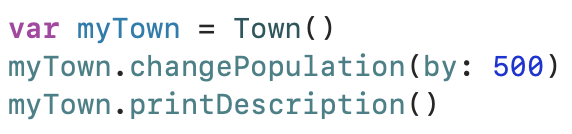 var myTown = Town()
myTown.changePopulation(by: 500)
myTown.printDescription()